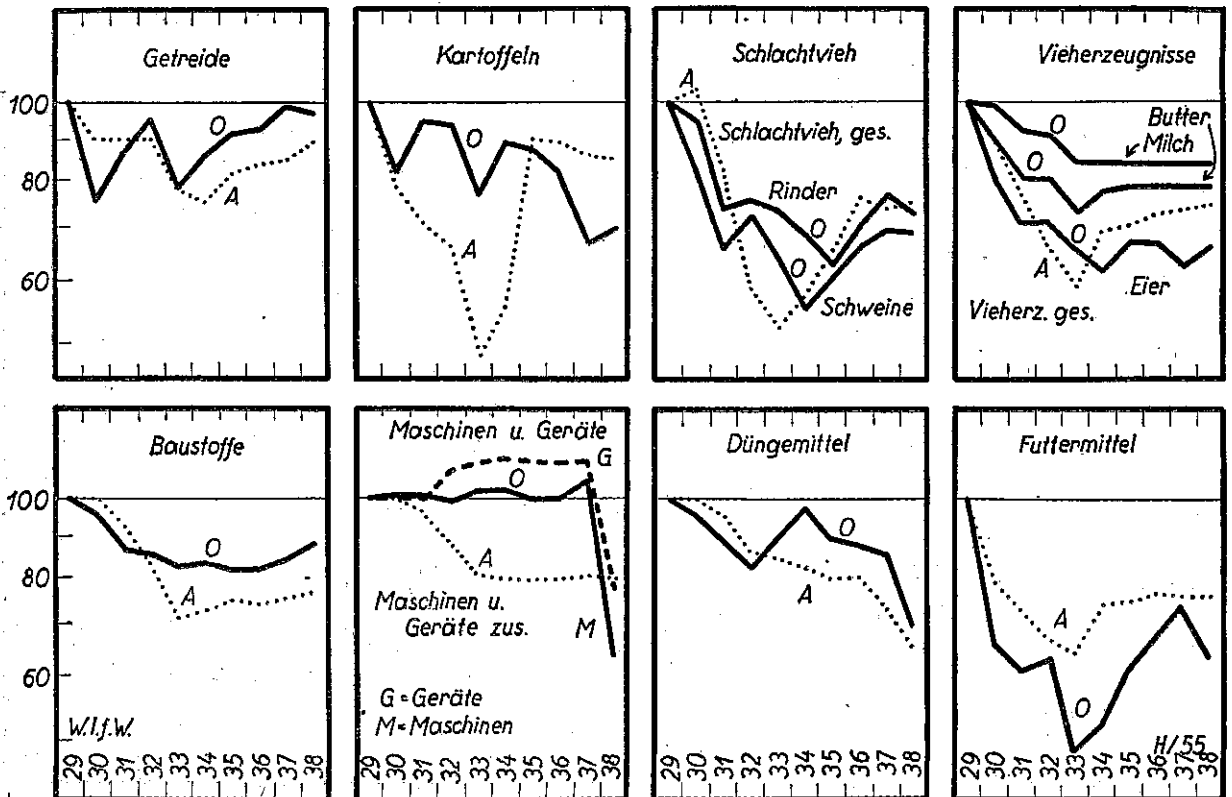 Getreide
100
80
60
O
A
Kartoffeln
O
A
Schlachtvieh
A
Schlachtvieh, ges.
Rinder
O
O
Schweine
Vieherzeugnisse
Butter
Milch
O
O
O
A
Eier
Vieherz. ges.
Baustoffe
100
80
60
O
A
W.I.f.W.
29 30 31 32 33 34 35 36 37 38
Maschinen u. Geräte
G
O
A
Maschinen u.
Geräte zus.
M
G = Geräte
M = Maschinen
29 30 31 32 33 34 35 36 37 38
Düngemittel
O
A
29 30 31 32 33 34 35 36 37 38
Futtermittel
A
O
H/55
29 30 31 32 33 34 35 36 37 38